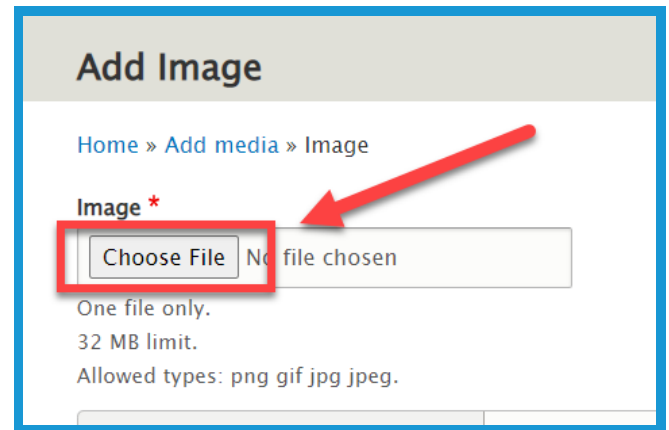 Add Image
Home » Add media » Image
Image *
Choose File No file chosen
One file only.
32 MB limit.
Allowed types: png gif jpg jpeg.